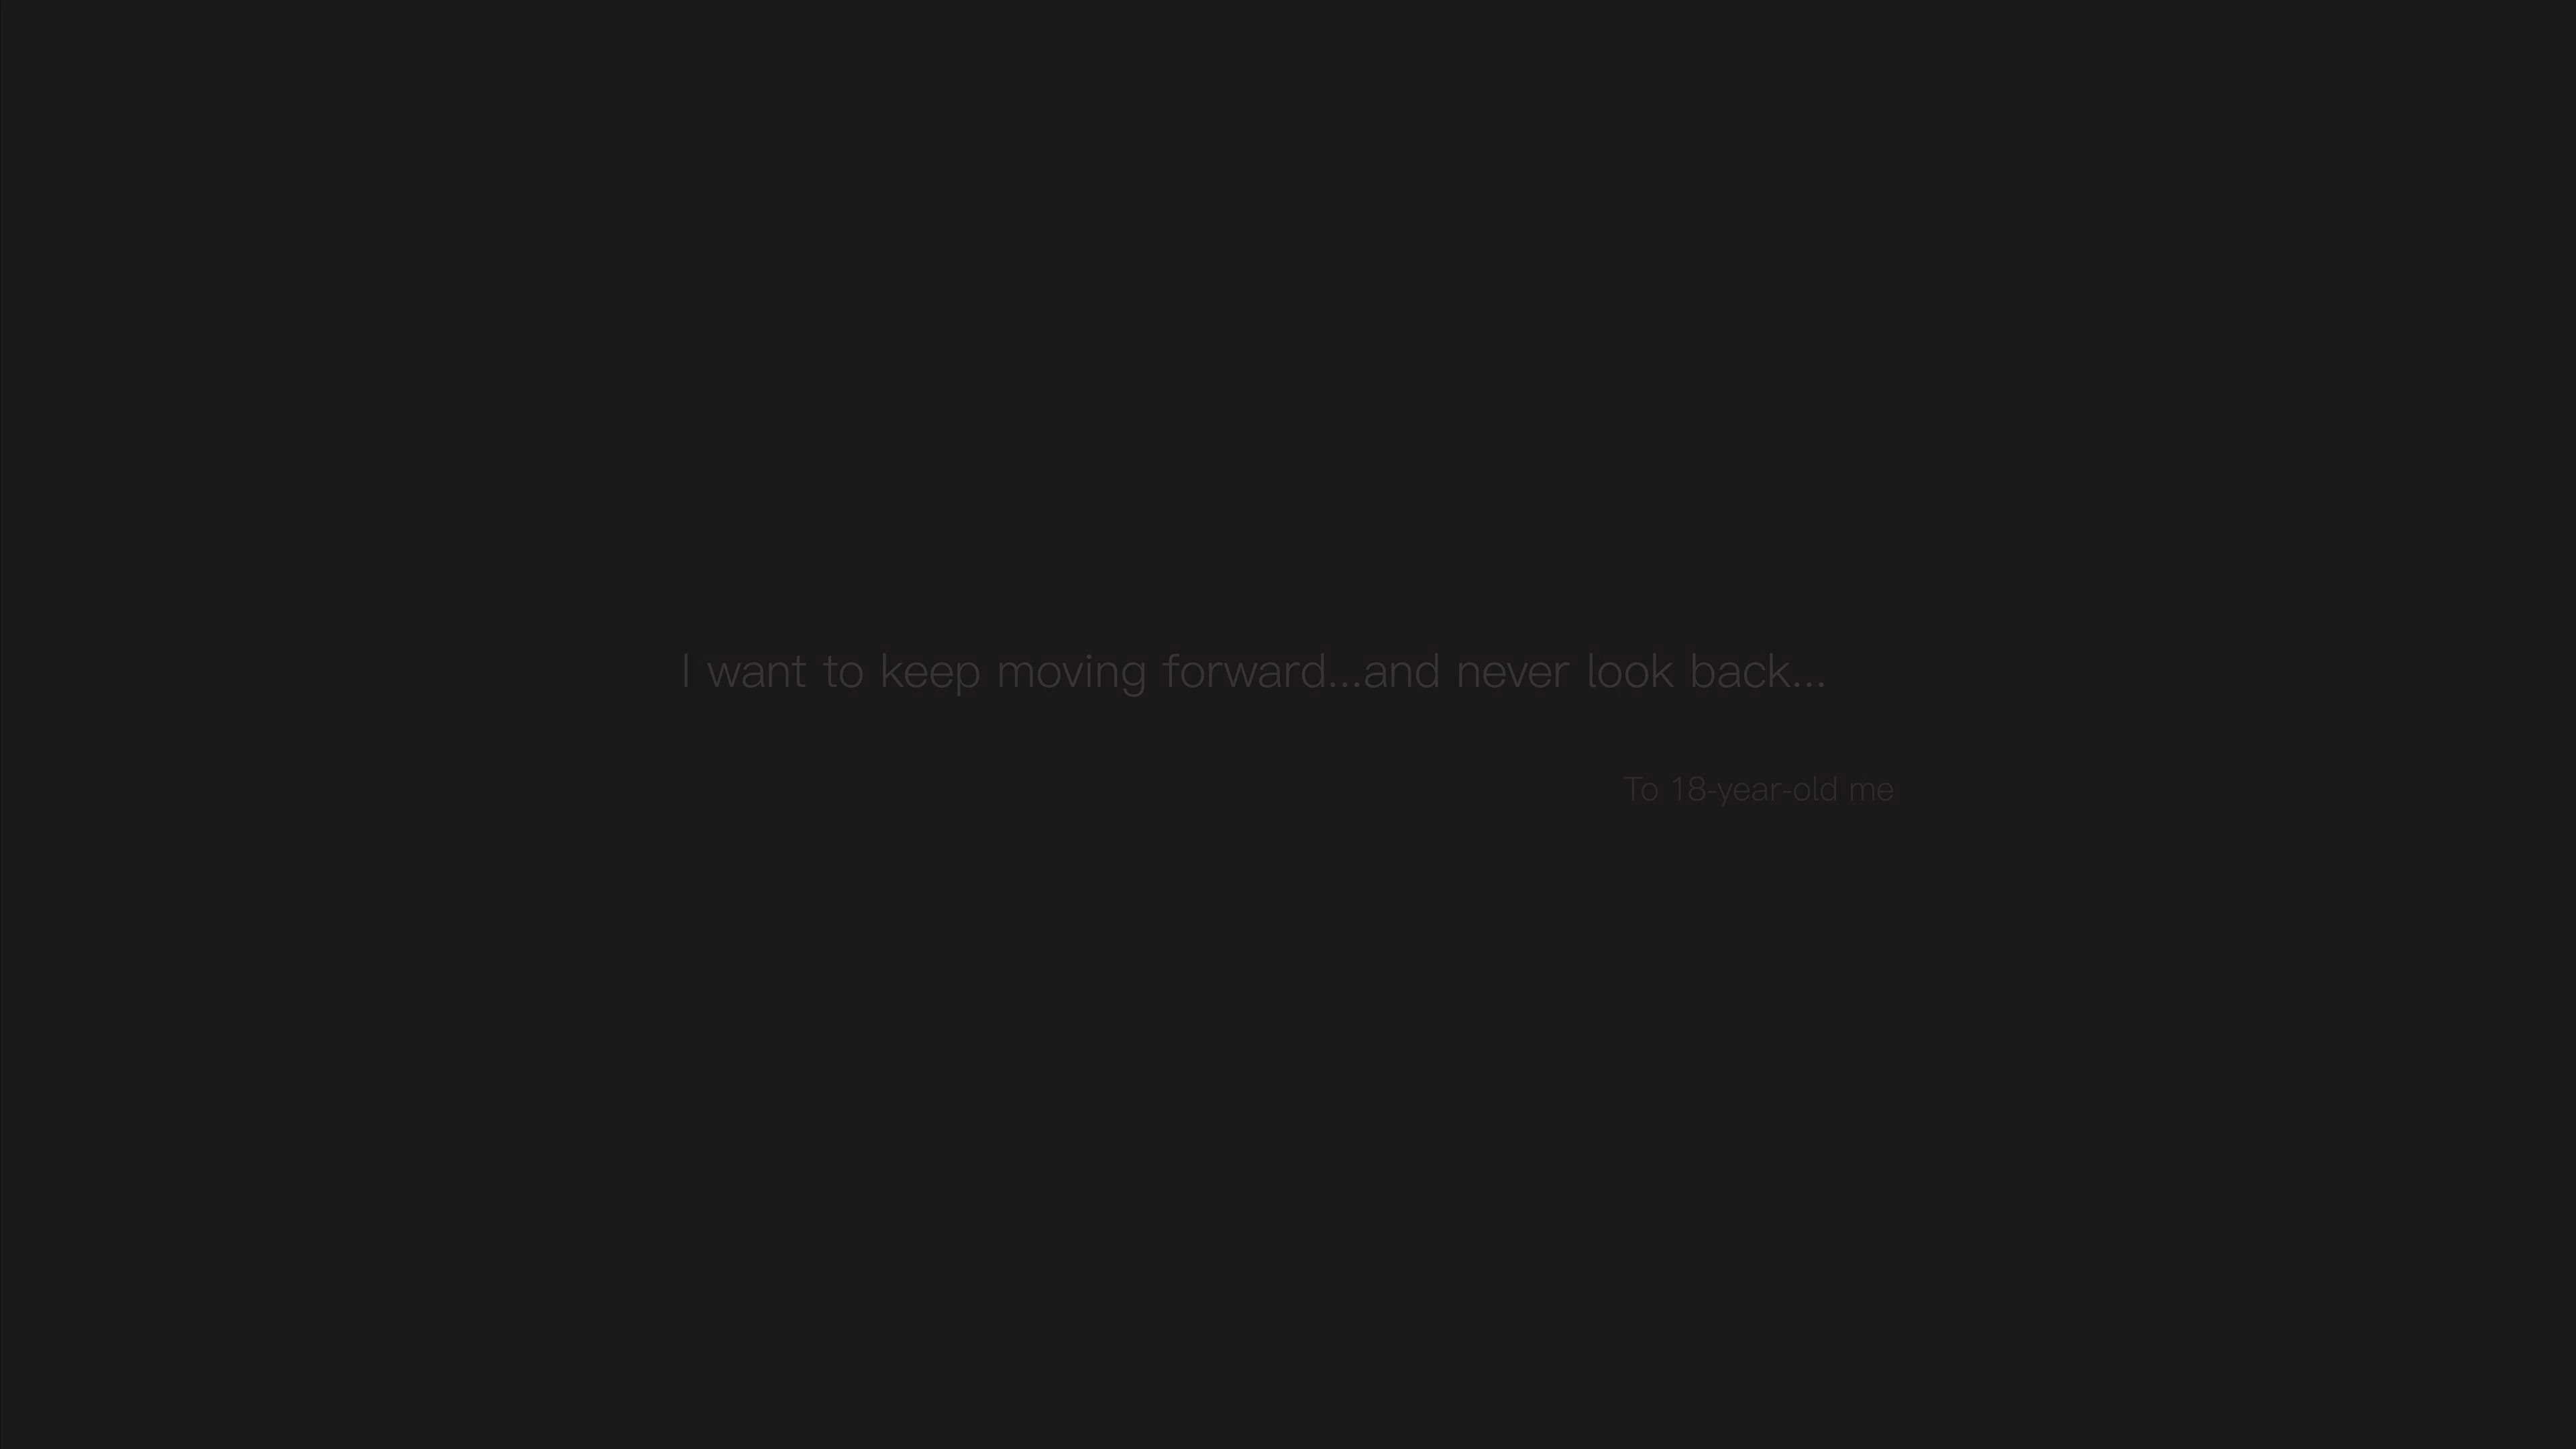 I want to keep moving forward...and never look back...
To 18-year-old me